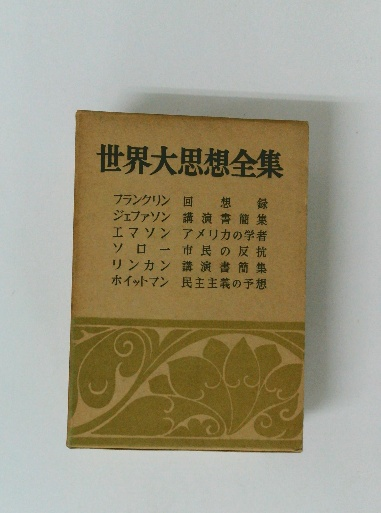 世界大思想全集
フランクリン 回想録
ジェファソン 講演書簡集
エマソン アメリカの学者
ソロー 市民の反抗
リンカン 講演書簡集
ホイットマン 民主主義の予想